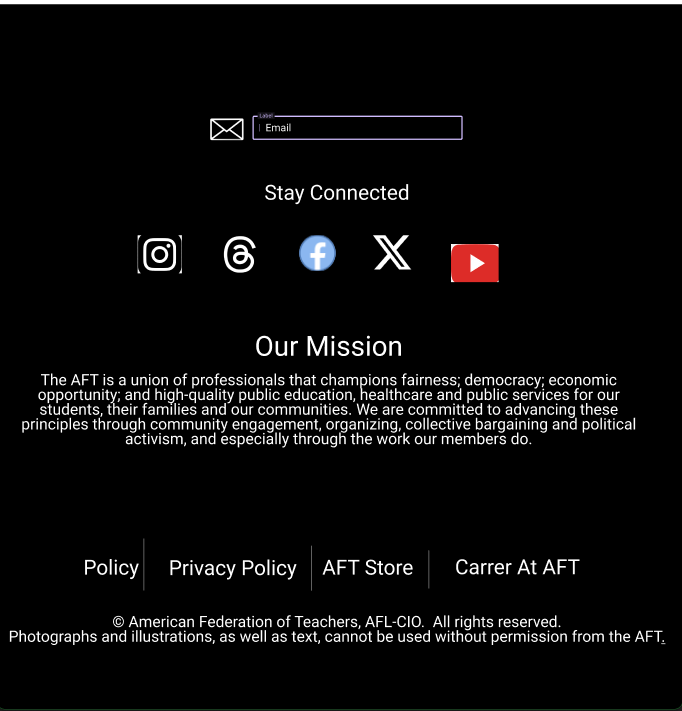 Label
Email
Stay Connected
Our Mission
The AFT is a union of professionals that champions fairness; democracy; economic
opportunity; and high-quality public education, healthcare and public services for our
students, their families and our communities. We are committed to advancing these
principles through community engagement, organizing, collective bargaining and political
activism, and especially through the work our members do.
Policy Privacy Policy AFT Store Carrer At AFT
© American Federation of Teachers, AFL-CIO. All rights reserved.
Photographs and illustrations, as well as text, cannot be used without permission from the AFT.